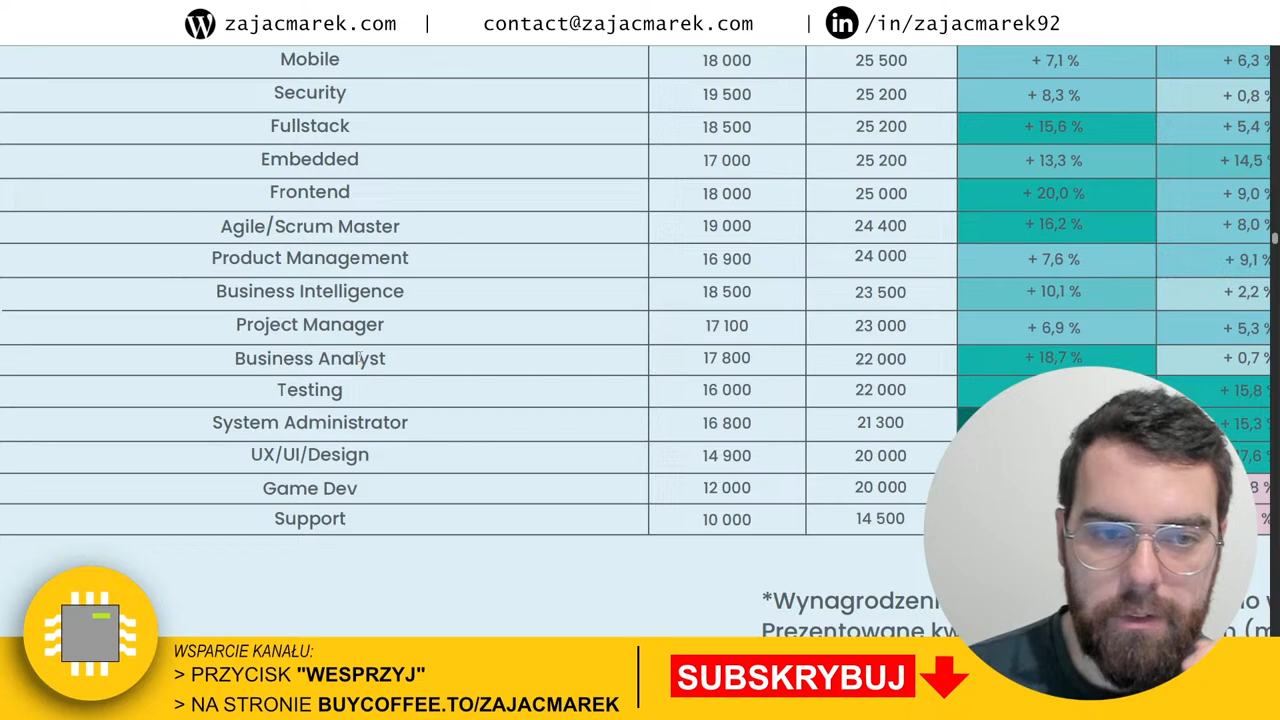 zajacmarek.com | contact@zajacmarek.com | /in/zajacmarek92
Mobile 18 000 25 500 + 7,1 % + 6,3 %
Security 19 500 25 200 + 8,3 % + 0,8 %
Fullstack 18 500 25 200 + 15,6 % + 5,4 %
Embedded 17 000 25 200 + 13,3 % + 14,5 %
Frontend 18 000 25 000 + 20,0 % + 9,0 %
Agile/Scrum Master 19 000 24 400 + 16,2 % + 8,0 %
Product Management 16 900 24 000 + 7,6 % + 9,1 %
Business Intelligence 18 500 23 500 + 10,1 % + 2,2 %
Project Manager 17 100 23 000 + 6,9 % + 5,3 %
Business Analyst 17 800 22 000 + 18,7 % + 0,7 %
Testing 16 000 22 000 + 15,8
System Administrator 16 800 21 300 + 15,3
UX/UI/Design 14 900 20 000 7,6
Game Dev 12 000 20 000 8 %
Support 10 000 14 500 %
*Wynagrodzeni
Prezentowane kw
WSPARCIE KANAŁU:
> PRZYCISK "WESPRZYJ"
> NA STRONIE BUYCOFFEE.TO/ZAJACMAREK
SUBSKRYBUJ